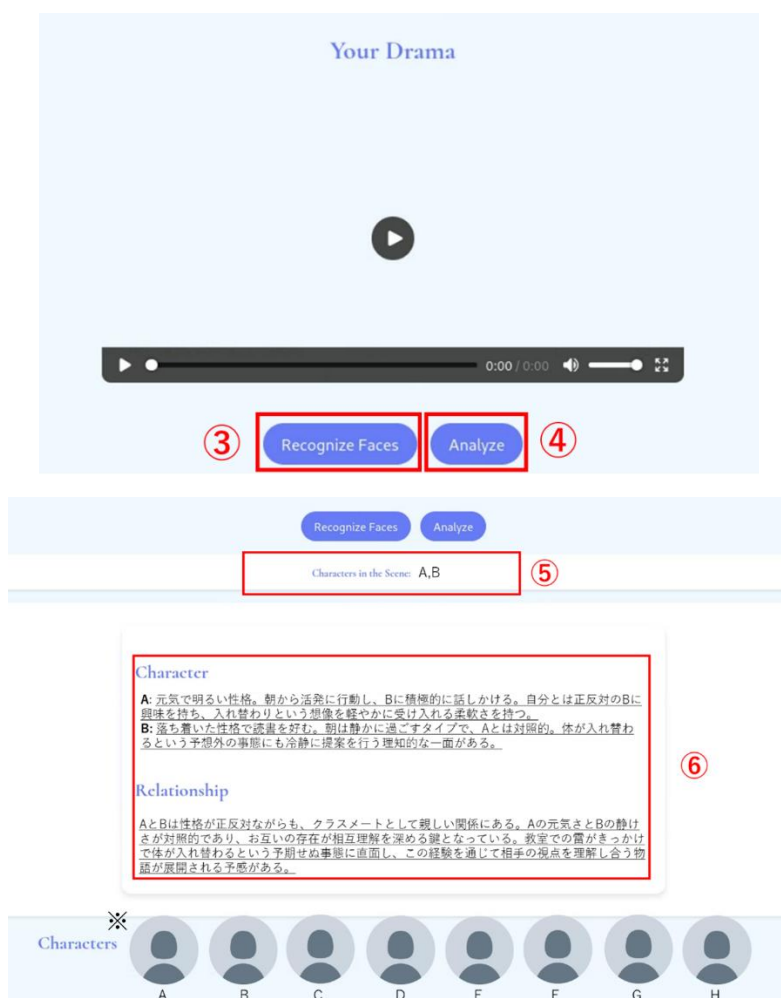 Your Drama
0:00 / 0:00
③ Recognize Faces Analyze ④
Recognize Faces Analyze
Characters in the Scene: A,B ⑤
Character
A: 元気で明るい性格。朝から活発に行動し、Bに積極的に話しかける。自分とは正反対のBに
興味を持ち、入れ替わりという想像を軽やかに受け入れる柔軟さを持つ。
B: 落ち着いた性格で読書を好む。朝は静かに過ごすタイプで、Aとは対照的。体が入れ替わ
るという予想外の事態にも冷静に提案を行う理知的な一面がある。
⑥
Relationship
AとBは性格が正反対ながらも、クラスメートとして親しい関係にある。Aの元気さとBの静け
さが対照的であり、お互いの存在が相互理解を深める鍵となっている。教室での雷がきっかけ
で体が入れ替わるという予期せぬ事態に直面し、この経験を通じて相手の視点を理解し合う物
語が展開される予感がある。
※
Characters
A B C D E F G H